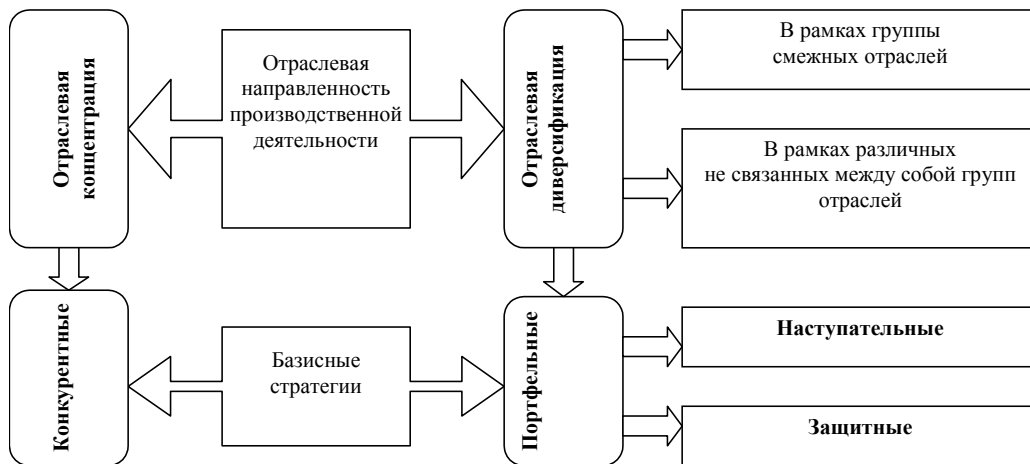 Отраслевая
концентрация
Отраслевая
направленность
производственной
деятельности
Отраслевая
диверсификация
В рамках группы
смежных отраслей
В рамках различных
не связанных между собой групп
отраслей
Конкурентные
Базисные
стратегии
Портфельные
Наступательные
Защитные